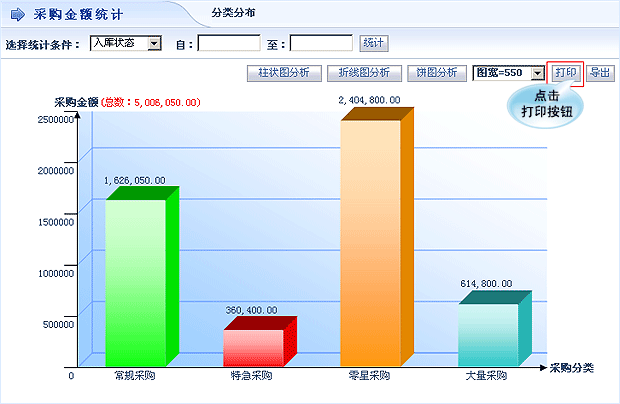 采购金额统计 分类分布
选择统计条件： 入库状态 自： 至： 统计
柱状图分析 折线图分析 饼图分析 图宽=550 打印 导出
点击
打印按钮
采购金额(总数：5,006,050.00)
2,404,800.00
2500000
2000000
1,626,050.00
1500000
1000000
614,800.00
360,400.00
500000
0
采购分类
常规采购 特急采购 零星采购 大量采购